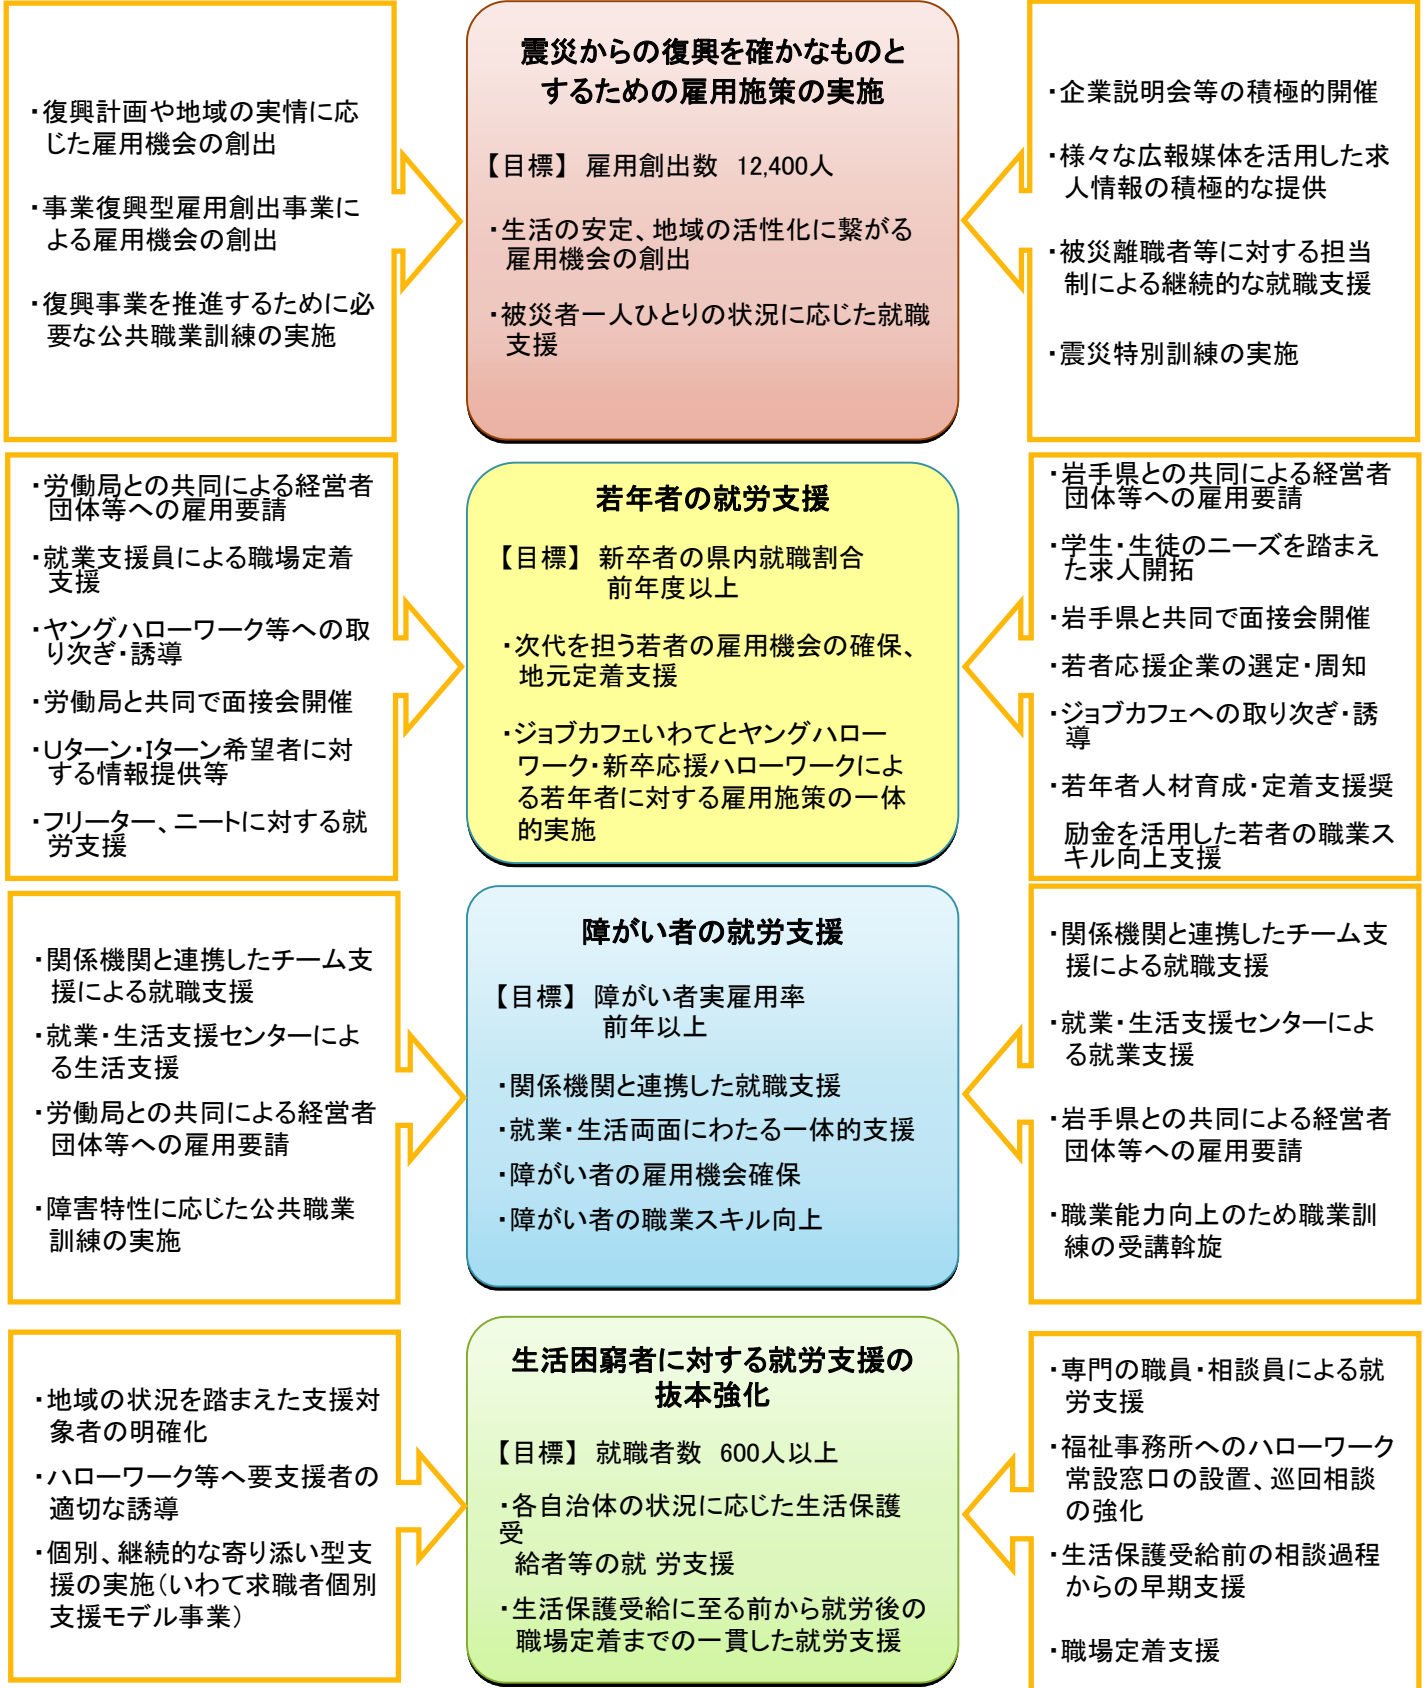 ・復興計画や地域の実情に応
じた雇用機会の創出
・事業復興型雇用創出事業に
よる雇用機会の創出
・復興事業を推進するために必
要な公共職業訓練の実施
震災からの復興を確かなものと
するための雇用施策の実施
【目標】 雇用創出数 12,400人
・生活の安定、地域の活性化に繋がる
雇用機会の創出
・被災者一人ひとりの状況に応じた就職
支援
・企業説明会等の積極的開催
・様々な広報媒体を活用した求
人情報の積極的な提供
・被災離職者等に対する担当
制による継続的な就職支援
・震災特別訓練の実施
・労働局との共同による経営者
団体等への雇用要請
・就業支援員による職場定着
支援
・ヤングハローワーク等への取
り次ぎ・誘導
・労働局と共同で面接会開催
・Uターン・Iターン希望者に対
する情報提供等
・フリーター、ニートに対する就
労支援
若年者の就労支援
【目標】 新卒者の県内就職割合
前年度以上
・次代を担う若者の雇用機会の確保、
地元定着支援
・ジョブカフェいわてとヤングハロー
ワーク・新卒応援ハローワークによ
る若年者に対する雇用施策の一体
的実施
・岩手県との共同による経営者
団体等への雇用要請
・学生・生徒のニーズを踏まえ
た求人開拓
・岩手県と共同で面接会開催
・若者応援企業の選定・周知
・ジョブカフェへの取り次ぎ・誘
導
・若年者人材育成・定着支援奨
励金を活用した若者の職業ス
キル向上支援
・関係機関と連携したチーム支
援による就職支援
・就業・生活支援センターによ
る生活支援
・労働局との共同による経営者
団体等への雇用要請
・障害特性に応じた公共職業
訓練の実施
障がい者の就労支援
【目標】 障がい者実雇用率
前年以上
・関係機関と連携した就職支援
・就業・生活両面にわたる一体的支援
・障がい者の雇用機会確保
・障がい者の職業スキル向上
・関係機関と連携したチーム支
援による就職支援
・就業・生活支援センターによ
る就業支援
・岩手県との共同による経営者
団体等への雇用要請
・職業能力向上のため職業訓
練の受講斡旋
・地域の状況を踏まえた支援対
象者の明確化
・ハローワーク等へ要支援者の
適切な誘導
・個別、継続的な寄り添い型支
援の実施(いわて求職者個別
支援モデル事業)
生活困窮者に対する就労支援の
抜本強化
【目標】 就職者数 600人以上
・各自治体の状況に応じた生活保護
受
給者等の就 労支援
・生活保護受給に至る前から就労後の
職場定着までの一貫した就労支援
・専門の職員・相談員による就
労支援
・福祉事務所へのハローワーク
常設窓口の設置、巡回相談
の強化
・生活保護受給前の相談過程
からの早期支援
・職場定着支援